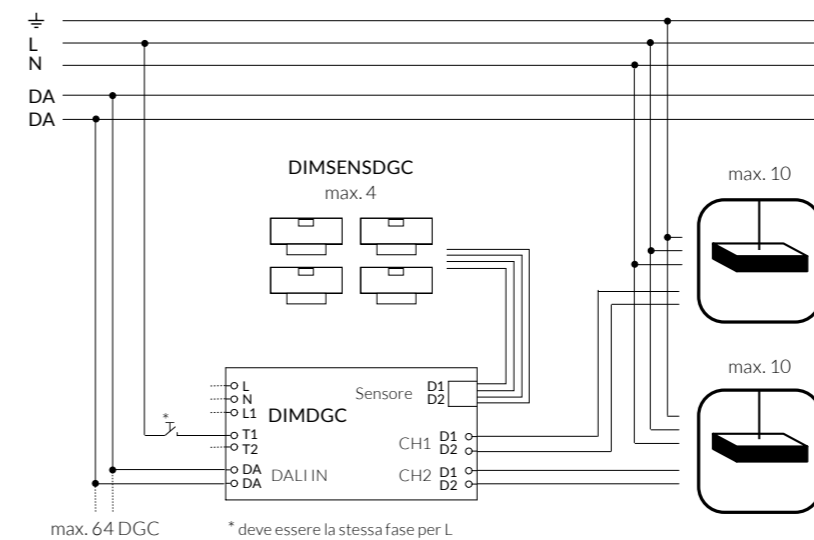 L
N
DA
DA
DIMSENSDGC
max. 4
max. 10
max. 10
L
N
L1
*
T1
T2
DA
DA
DALI IN
DIMDGC
Sensore
D1
D2
CH1
D1
D2
CH2
D1
D2
max. 64 DGC
* deve essere la stessa fase per L